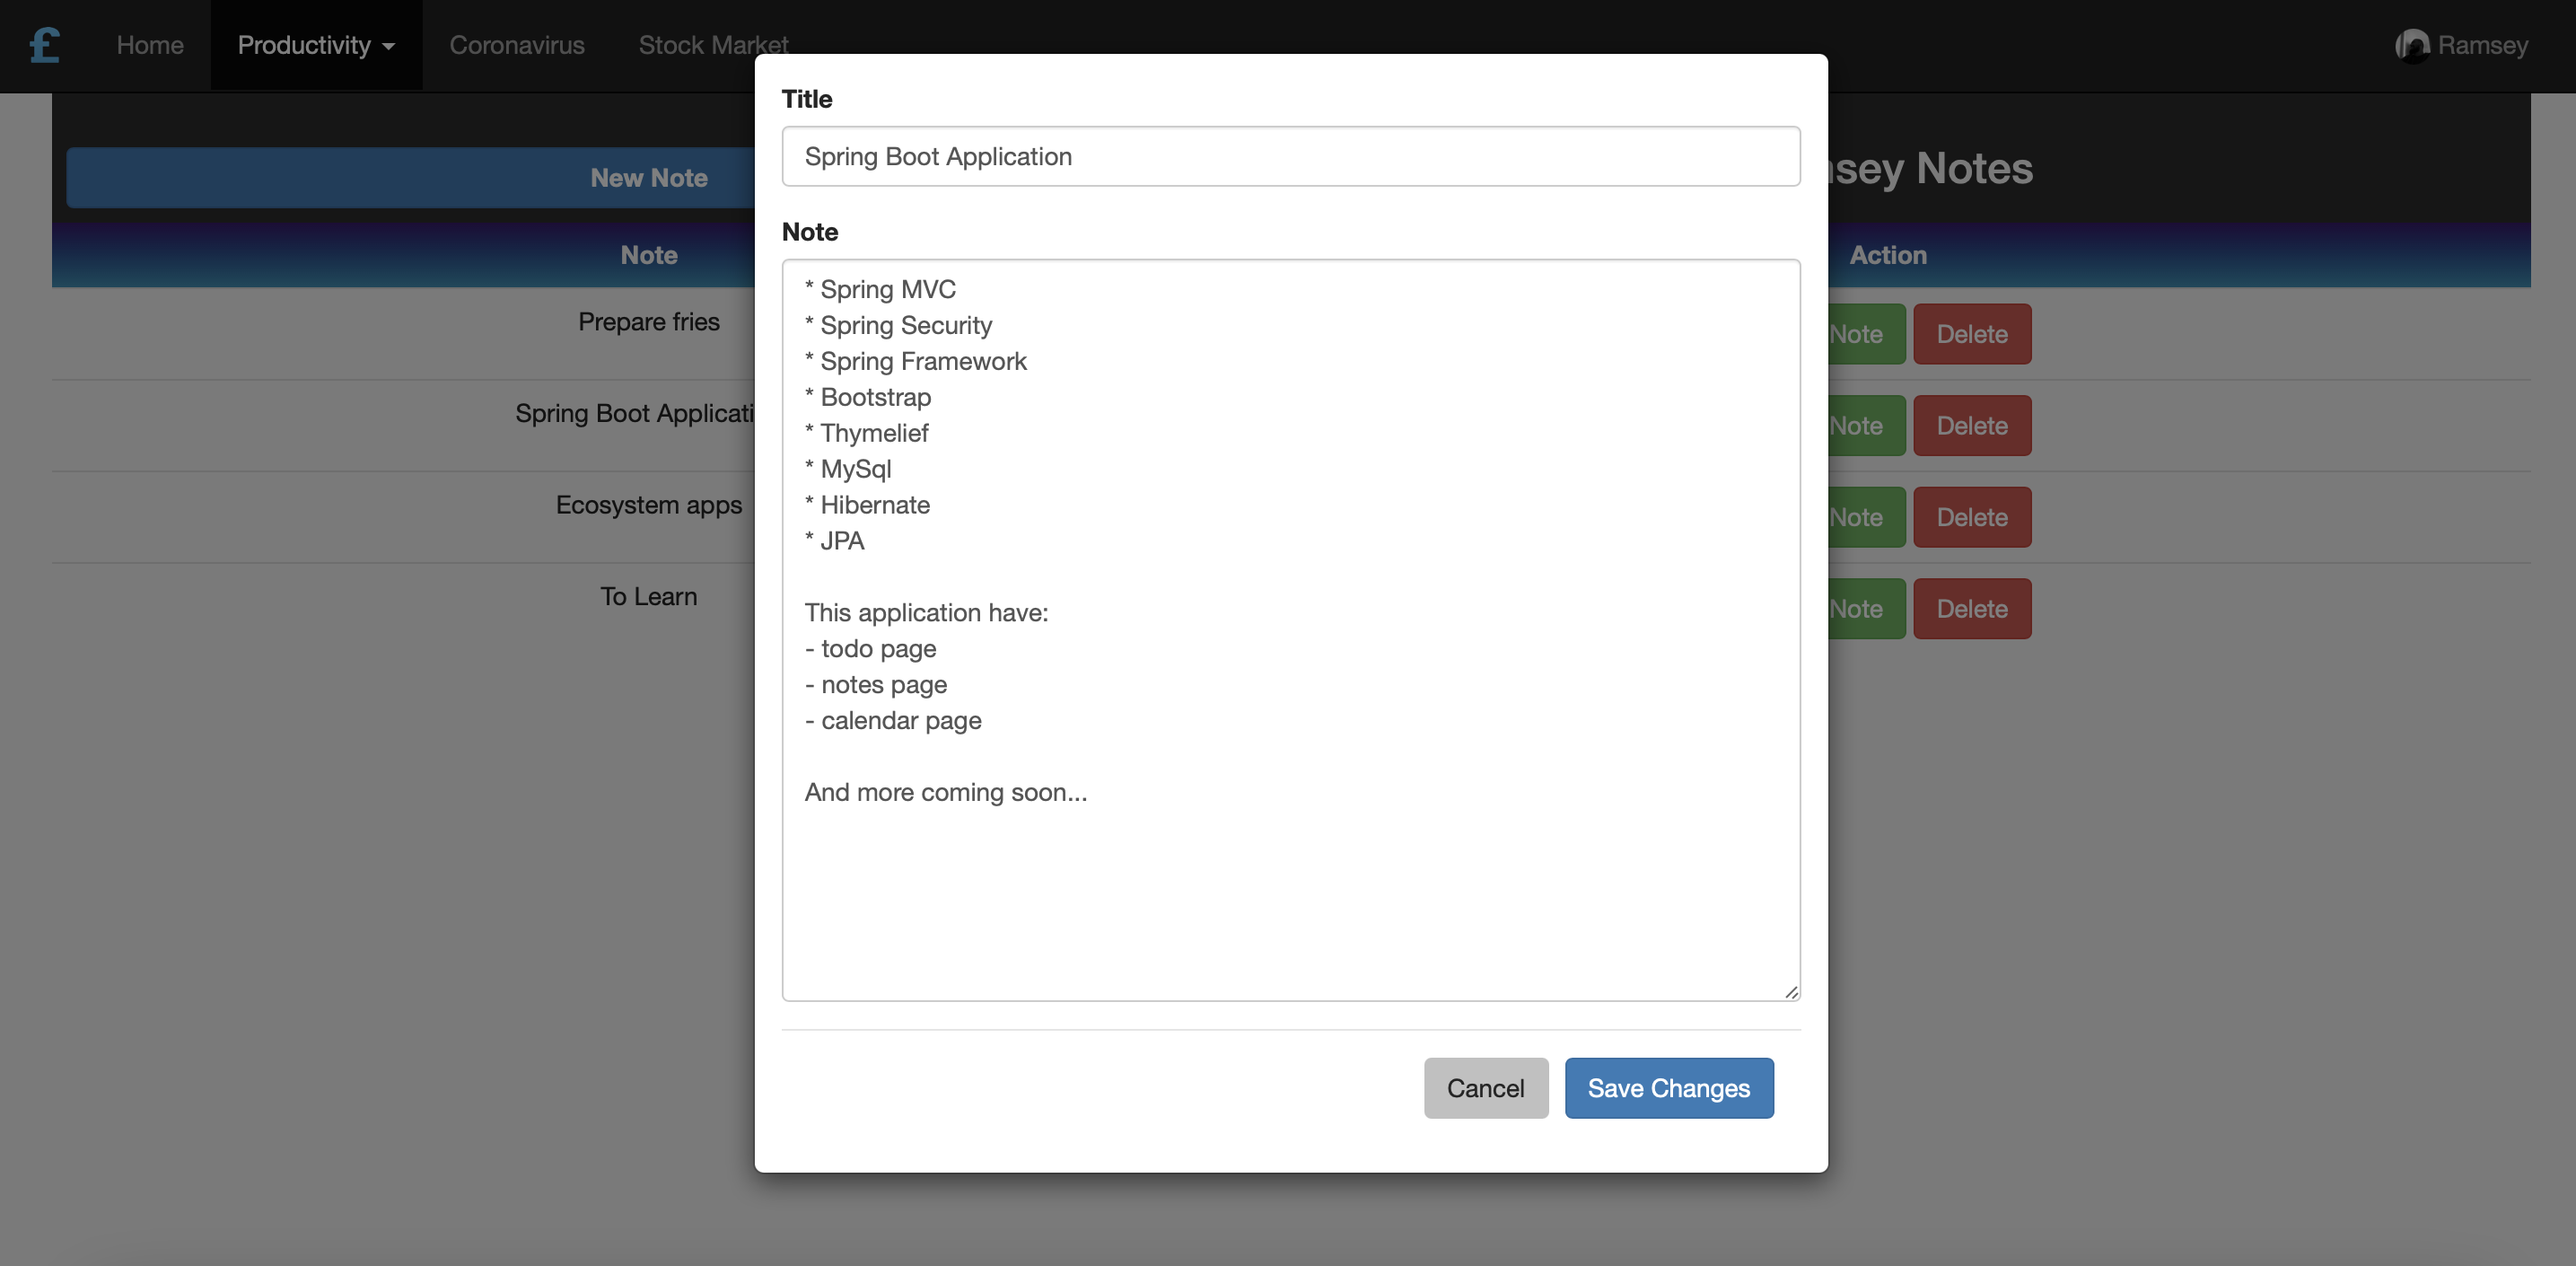 £ Home Productivity Coronavirus Stock Market Ramsey
New Note
sey Notes
Note Action
Prepare fries Note Delete
Spring Boot Applicati Note Delete
Ecosystem apps Note Delete
To Learn Note Delete
Title
Spring Boot Application
Note
* Spring MVC
* Spring Security
* Spring Framework
* Bootstrap
* Thymelief
* MySql
* Hibernate
* JPA
This application have:
- todo page
- notes page
- calendar page
And more coming soon...
Cancel Save Changes